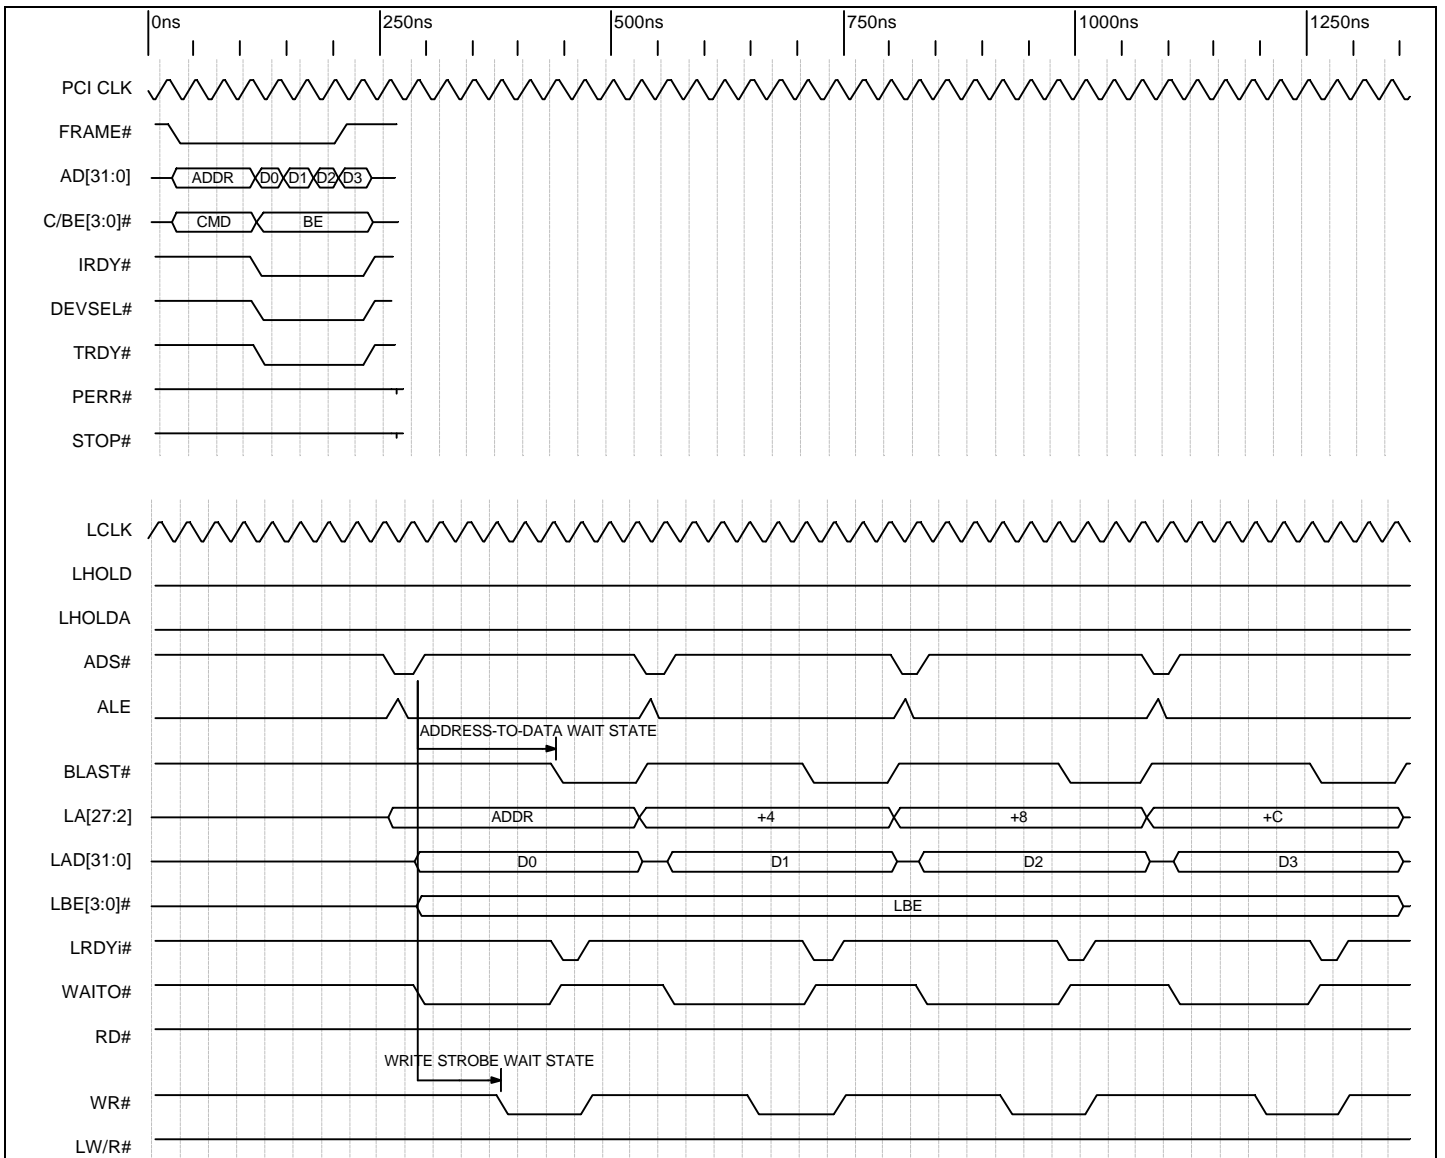 0ns 250ns 500ns 750ns 1000ns 1250ns
PCI CLK
FRAME#
AD[31:0] ADDR D0 D1 D2 D3
C/BE[3:0]# CMD BE
IRDY#
DEVSEL#
TRDY#
PERR#
STOP#
LCLK
LHOLD
LHOLDA
ADS#
ALE
ADDRESS-TO-DATA WAIT STATE
BLAST#
LA[27:2] ADDR +4 +8 +C
LAD[31:0] D0 D1 D2 D3
LBE[3:0]# LBE
LRDYi#
WAITO#
RD#
WRITE STROBE WAIT STATE
WR#
LW/R#